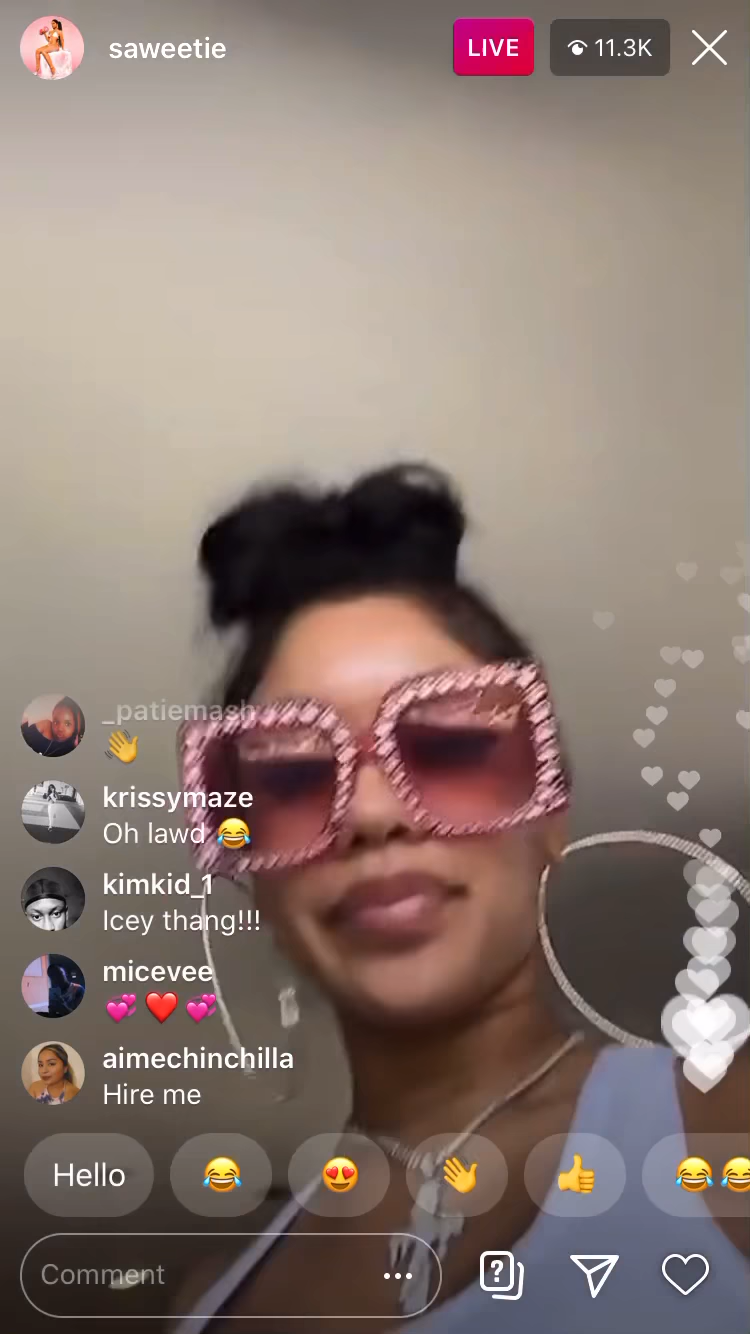 saweetie
LIVE
11.3K
_patiemash
👋
krissymaze
Oh lawd 😂
kimkid_1
Icey thang!!!
micevee
💞❤️💞
aimechinchilla
Hire me
Hello 😂 😍 👋 👍 😂😂
Comment